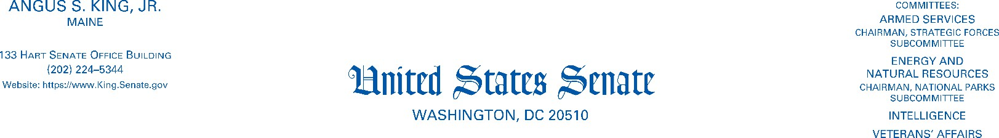 ANGUS S. KING, JR.
MAINE
133 HART SENATE OFFICE BUILDING
(202) 224–5344
Website: https://www.King.Senate.gov
United States Senate
WASHINGTON, DC 20510
COMMITTEES:
ARMED SERVICES
CHAIRMAN, STRATEGIC FORCES
SUBCOMMITTEE
ENERGY AND
NATURAL RESOURCES
CHAIRMAN, NATIONAL PARKS
SUBCOMMITTEE
INTELLIGENCE
VETERANS’ AFFAIRS